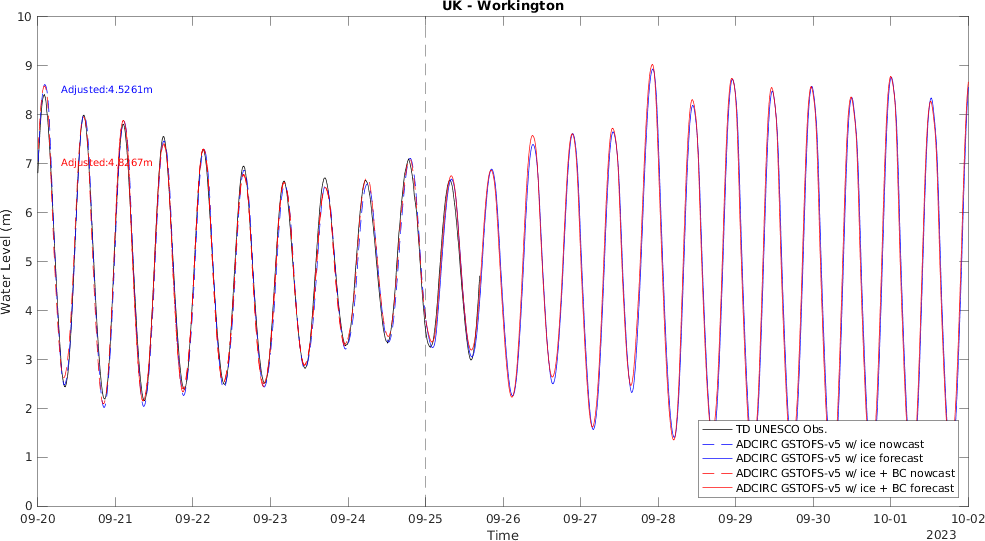 UK - Workington
10
9
8
7
6
5
4
3
2
1
0
Water Level (m)
Adjusted:4.5261m
Adjusted:4.8267m
TD UNESCO Obs.
ADCIRC GSTOFS-v5 w/ ice nowcast
ADCIRC GSTOFS-v5 w/ ice forecast
ADCIRC GSTOFS-v5 w/ ice + BC nowcast
ADCIRC GSTOFS-v5 w/ ice + BC forecast
09-20 09-21 09-22 09-23 09-24 09-25 09-26 09-27 09-28 09-29 09-30 10-01 10-02
Time
2023